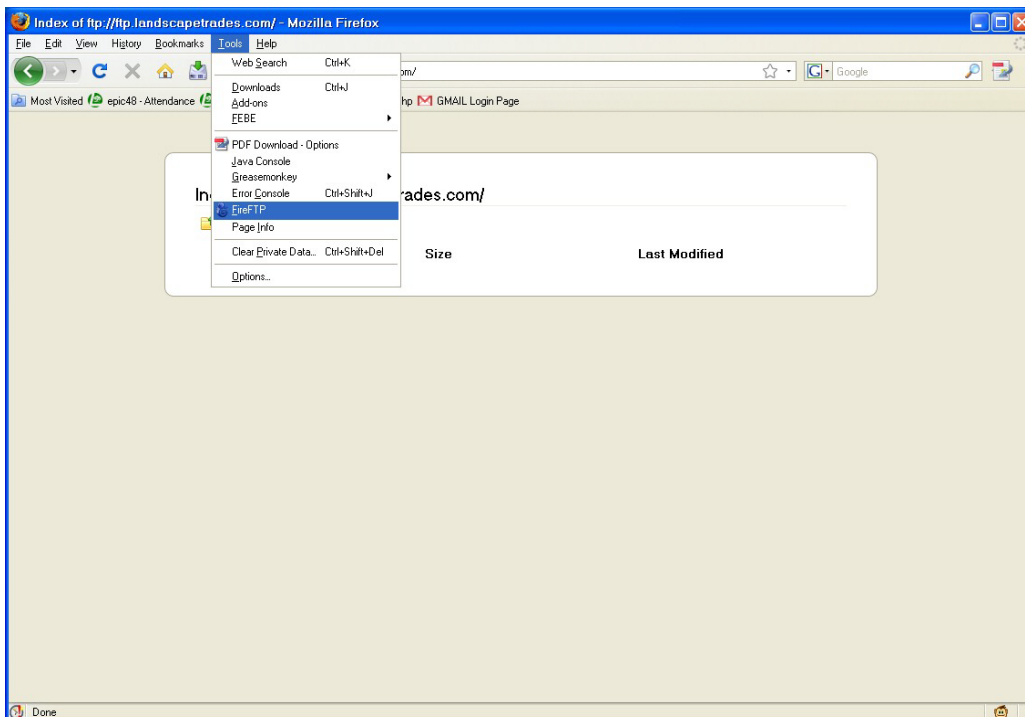 Index of ftp://ftp.landscapetrades.com/ - Mozilla Firefox
File Edit View History Bookmarks Tools Help
om/
G Google
Most Visited epic48 - Attendance hp GMAIL Login Page
Web Search Ctrl+K
Downloads Ctrl+J
Add-ons
FEBE
PDF Download - Options
Java Console
Greasemonkey
Error Console Ctrl+Shift+J
FireFTP
Page Info
Clear Private Data... Ctrl+Shift+Del
Options...
In rades.com/
Size Last Modified
Done